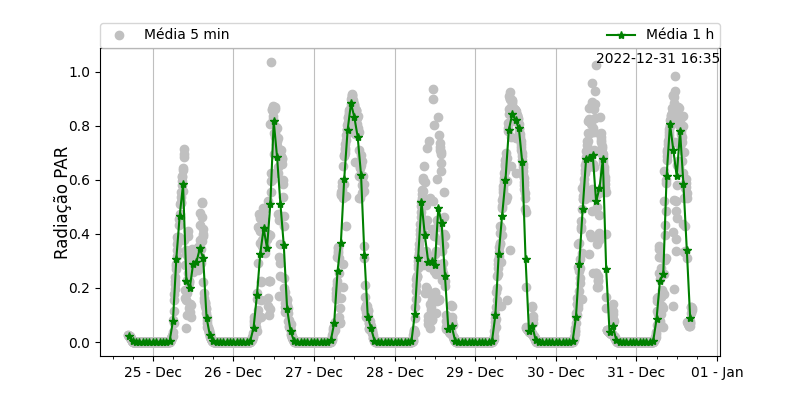 Média 5 min
Média 1 h
2022-12-31 16:35
Radiação PAR
1.0
0.8
0.6
0.4
0.2
0.0
25 - Dec
26 - Dec
27 - Dec
28 - Dec
29 - Dec
30 - Dec
31 - Dec
01 - Jan